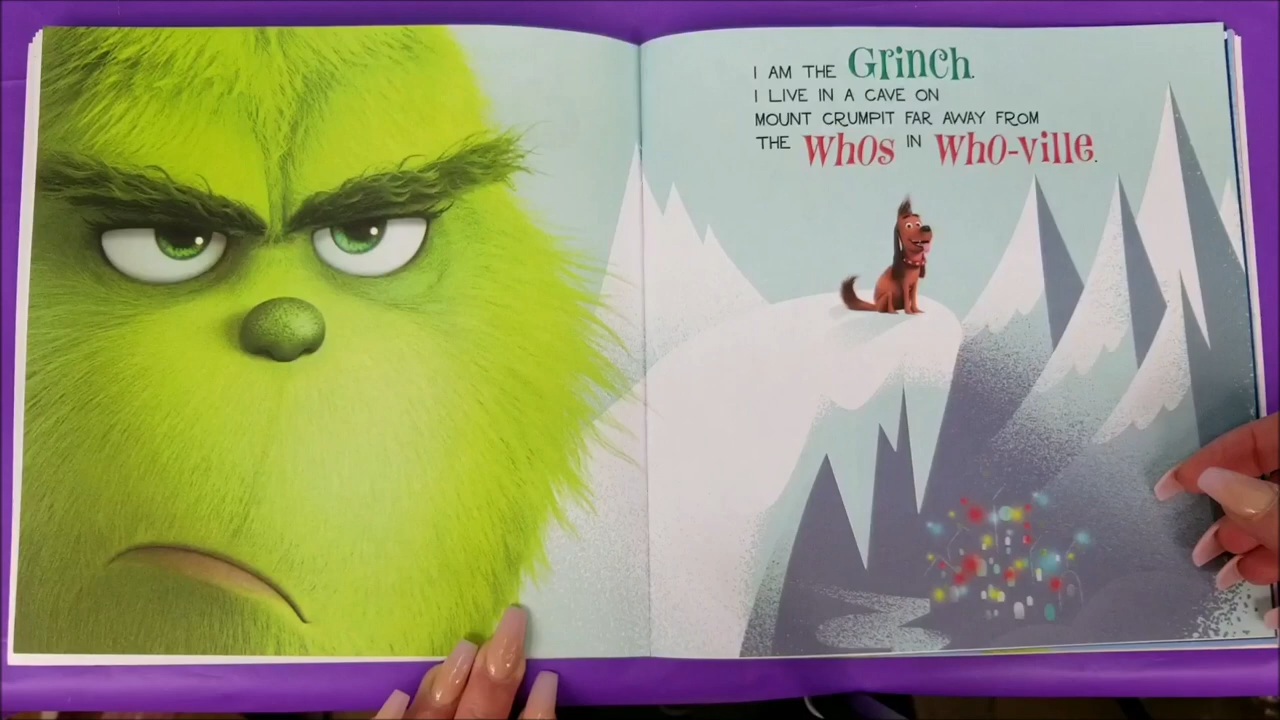 I AM THE Grinch.
I LIVE IN A CAVE ON
MOUNT CRUMPIT FAR AWAY FROM
THE Whos IN Who-ville.